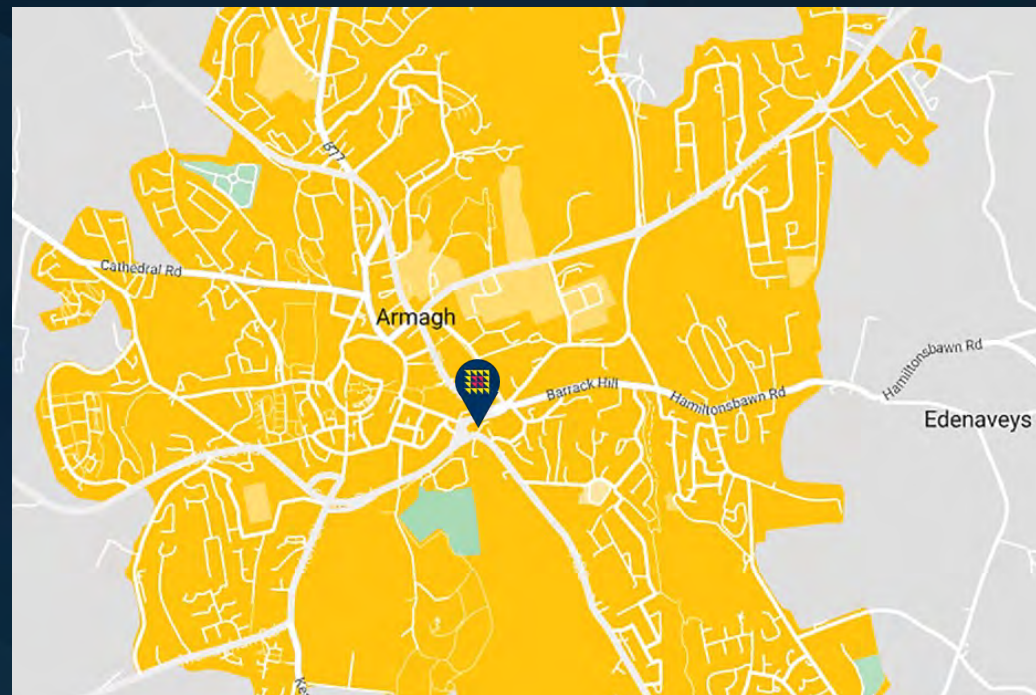 B77
Cathedral Rd
Armagh
Hamiltonsbawn Rd
Barrack Hill
Hamiltonsbawn Rd
Edenaveys